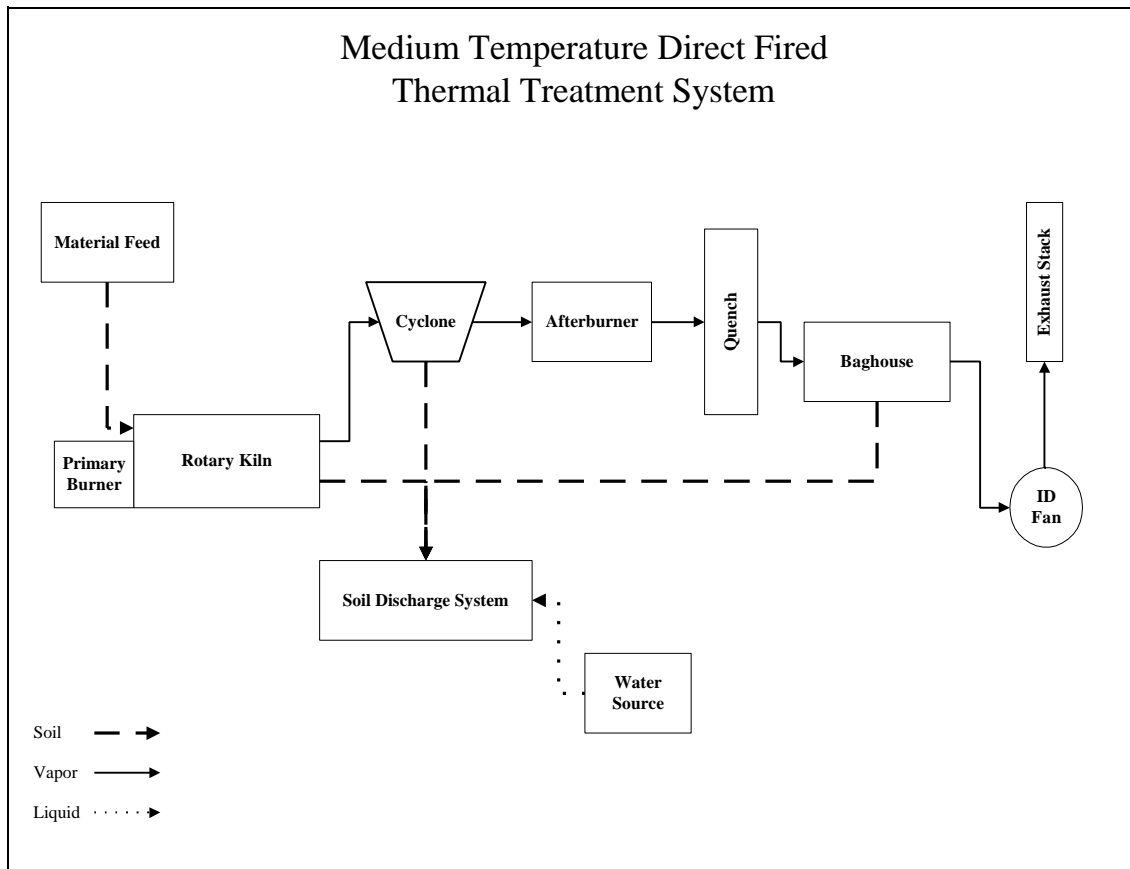 Medium Temperature Direct Fired
Thermal Treatment System
Material Feed
Exhaust Stack
Cyclone
Afterburner
Quench
Baghouse
Primary
Burner
Rotary Kiln
ID
Fan
Soil Discharge System
Water
Source
Soil
Vapor
Liquid